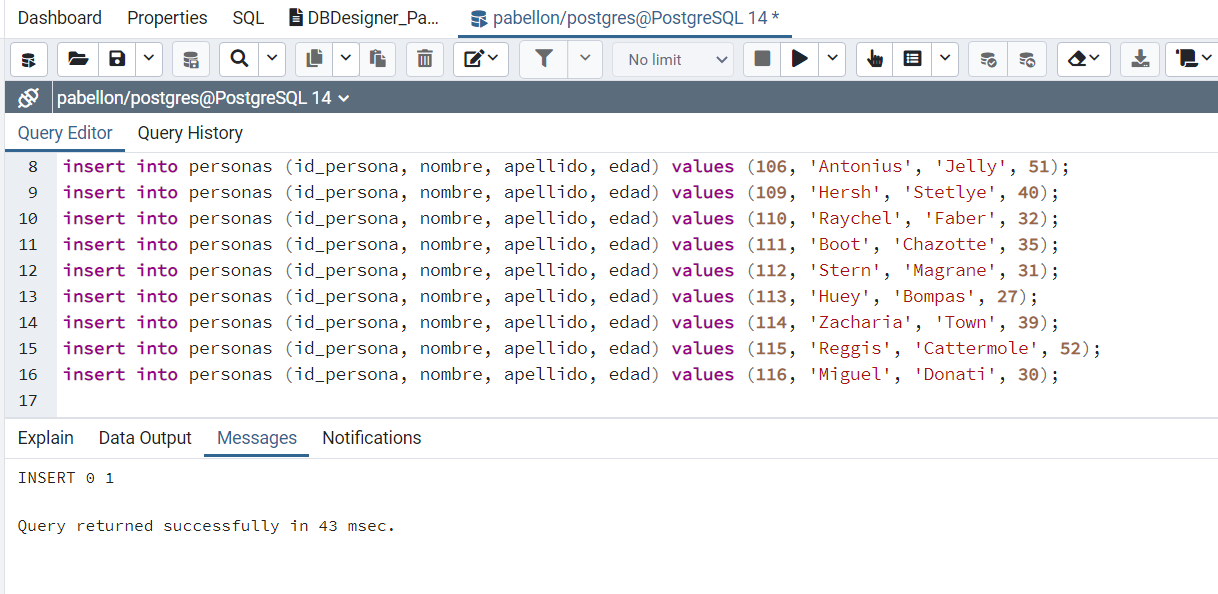 Dashboard Properties SQL DBDesigner_Pa... pabellon/postgres@PostgreSQL 14 *
No limit
pabellon/postgres@PostgreSQL 14
Query Editor Query History
8 insert into personas (id_persona, nombre, apellido, edad) values (106, 'Antonius', 'Jelly', 51);
9 insert into personas (id_persona, nombre, apellido, edad) values (109, 'Hersh', 'Stetlye', 40);
10 insert into personas (id_persona, nombre, apellido, edad) values (110, 'Raychel', 'Faber', 32);
11 insert into personas (id_persona, nombre, apellido, edad) values (111, 'Boot', 'Chazotte', 35);
12 insert into personas (id_persona, nombre, apellido, edad) values (112, 'Stern', 'Magrane', 31);
13 insert into personas (id_persona, nombre, apellido, edad) values (113, 'Huey', 'Bompas', 27);
14 insert into personas (id_persona, nombre, apellido, edad) values (114, 'Zacharia', 'Town', 39);
15 insert into personas (id_persona, nombre, apellido, edad) values (115, 'Reggis', 'Cattermole', 52);
16 insert into personas (id_persona, nombre, apellido, edad) values (116, 'Miguel', 'Donati', 30);
17
Explain Data Output Messages Notifications
INSERT 0 1
Query returned successfully in 43 msec.